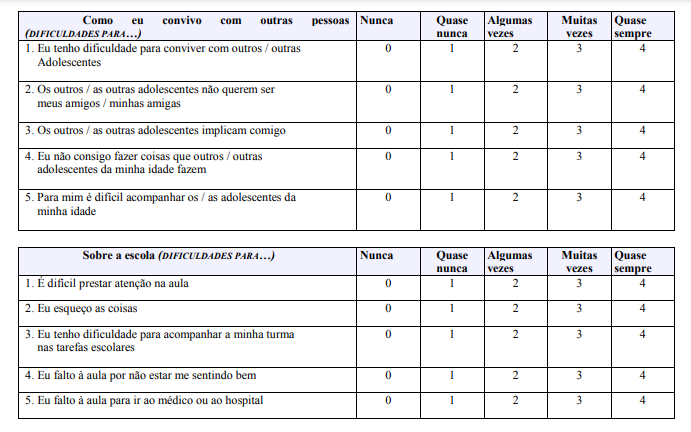 Como eu convivo com outras pessoas Nunca Quase Algumas Muitas Quase
(DIFICULDADES PARA…) nunca vezes vezes sempre
1. Eu tenho dificuldade para conviver com outros / outras 0 1 2 3 4
Adolescentes
2. Os outros / as outras adolescentes não querem ser 0 1 2 3 4
meus amigos / minhas amigas
3. Os outros / as outras adolescentes implicam comigo 0 1 2 3 4
4. Eu não consigo fazer coisas que outros / outras 0 1 2 3 4
adolescentes da minha idade fazem
5. Para mim é difícil acompanhar os / as adolescentes da 0 1 2 3 4
minha idade
Sobre a escola (DIFICULDADES PARA…) Nunca Quase Algumas Muitas Quase
nunca vezes vezes sempre
1. É difícil prestar atenção na aula 0 1 2 3 4
2. Eu esqueço as coisas 0 1 2 3 4
3. Eu tenho dificuldade para acompanhar a minha turma 0 1 2 3 4
nas tarefas escolares
4. Eu falto à aula por não estar me sentindo bem 0 1 2 3 4
5. Eu falto à aula para ir ao médico ou ao hospital 0 1 2 3 4